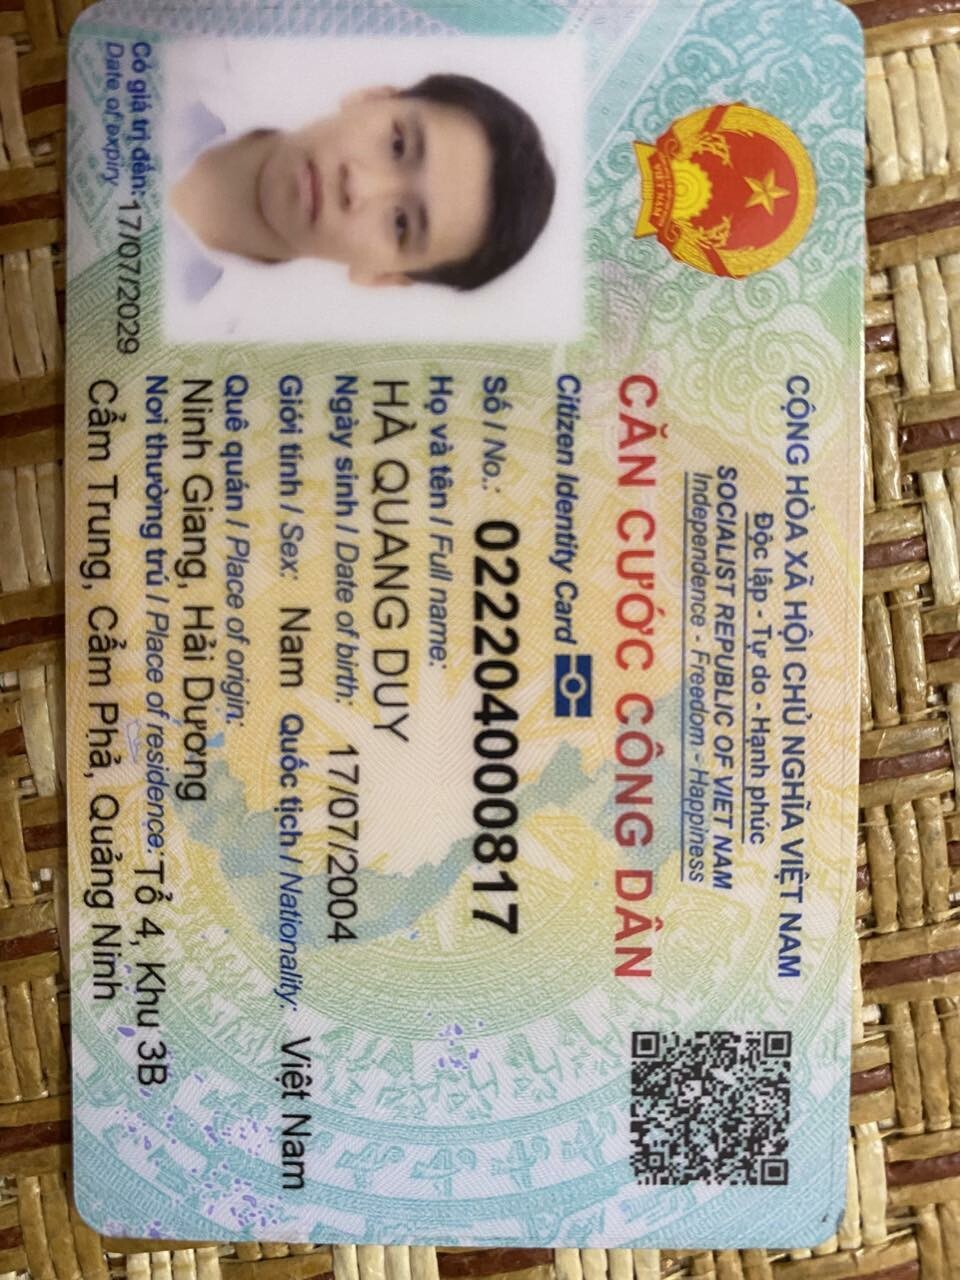 CỘNG HÒA XÃ HỘI CHỦ NGHĨA VIỆT NAM
Độc lập - Tự do - Hạnh phúc
SOCIALIST REPUBLIC OF VIET NAM
Independence - Freedom - Happiness
CĂN CƯỚC CÔNG DÂN
Citizen Identity Card
Số / No.: 022204000817
Họ và tên / Full name:
HÀ QUANG DUY
Ngày sinh / Date of birth: 17/07/2004
Giới tính / Sex: Nam Quốc tịch / Nationality: Việt Nam
Quê quán / Place of origin:
Ninh Giang, Hải Dương
Nơi thường trú / Place of residence: Tổ 4, Khu 3B
Cẩm Trung, Cẩm Phả, Quảng Ninh
Có giá trị đến: 17/07/2029
Date of expiry
VIỆT NAM